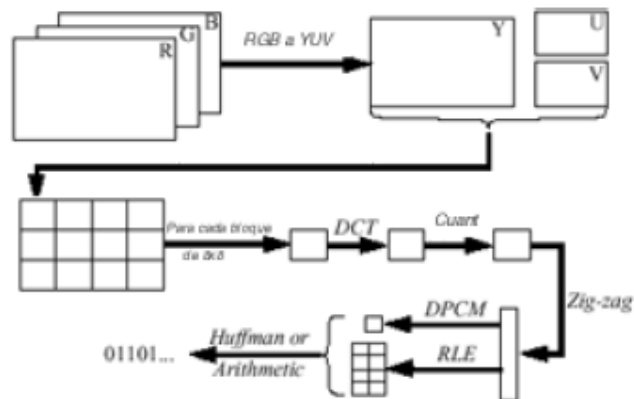 B
G
R
RGB a YUV
Y
U
V
Para cada bloque
de 8x8
DCT
Cuant
Zig-zag
DPCM
RLE
Huffman or
Arithmetic
01101...